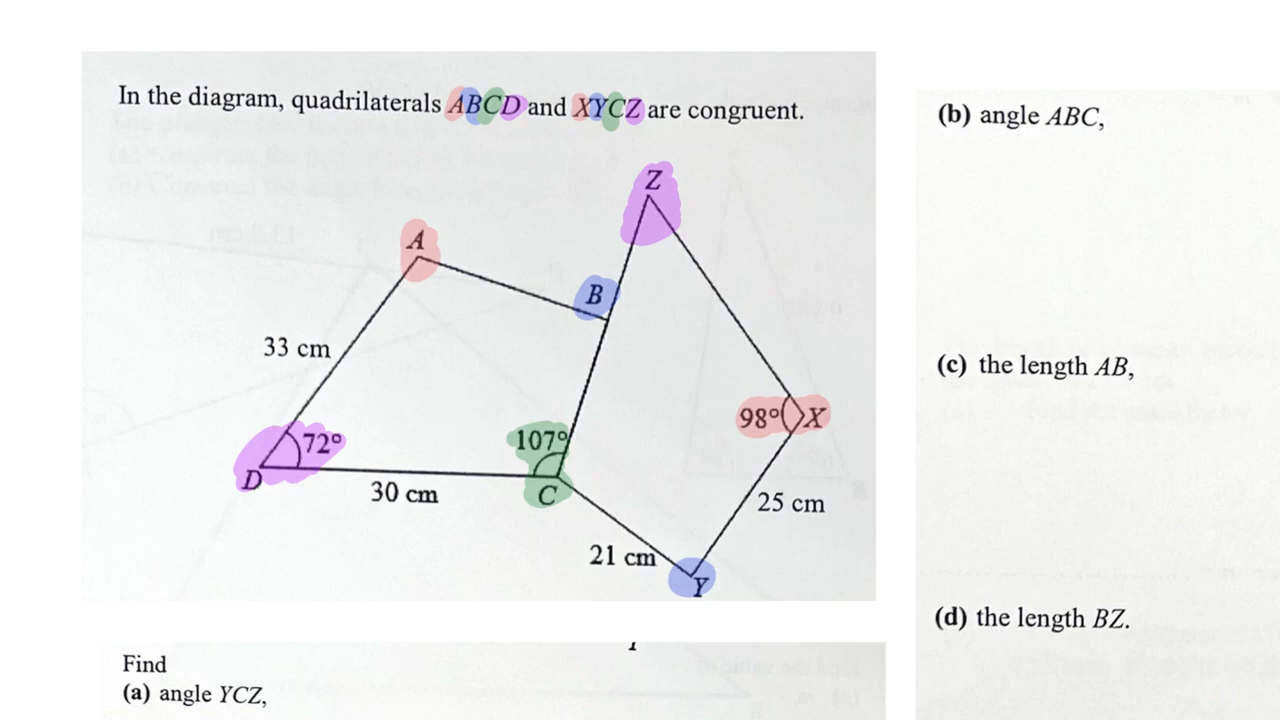 In the diagram, quadrilaterals ABCD and XYCZ are congruent.
Z
A
B
33 cm
98°
X
107°
72°
D
30 cm
C
25 cm
21 cm
Y
Find
(a) angle YCZ,
(b) angle ABC,
(c) the length AB,
(d) the length BZ.